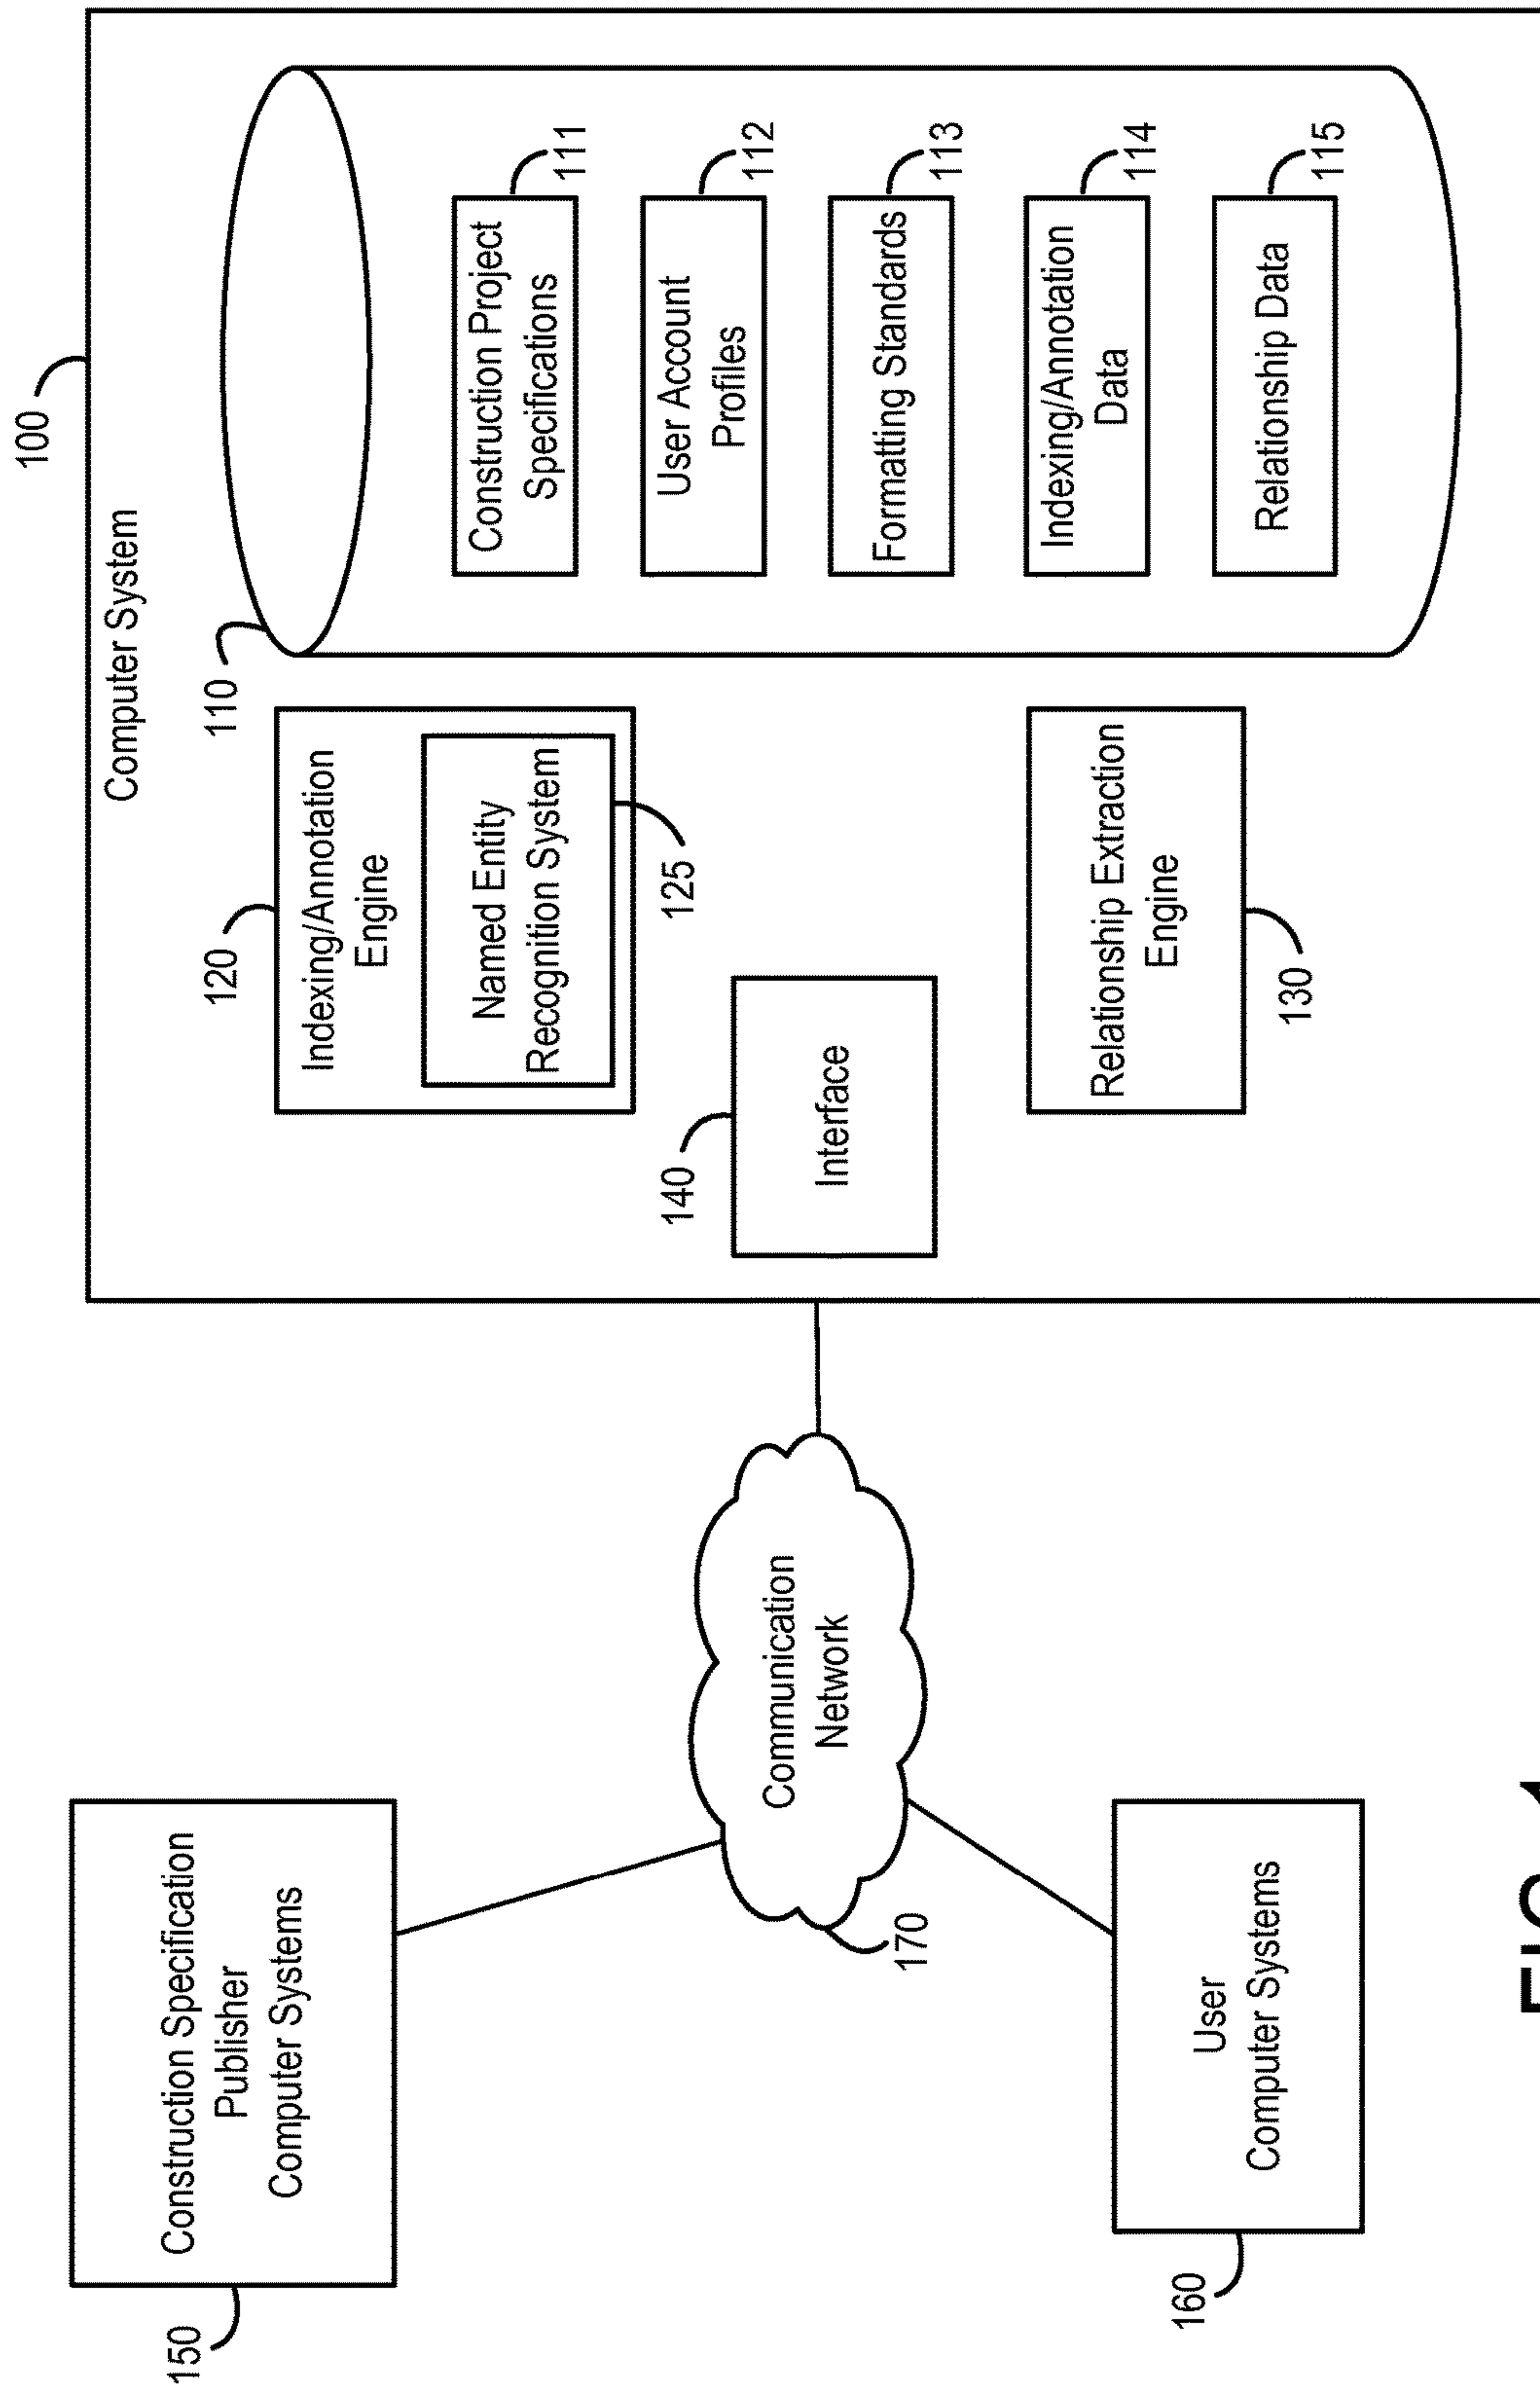 100
Computer System
150
Construction Specification
Publisher
Computer Systems
120
Indexing/Annotation
Engine
Named Entity
Recognition System
125
110
Construction Project
Specifications
111
User Account
Profiles
112
Formatting Standards
113
Indexing/Annotation
Data
114
Relationship Data
115
140
Interface
Communication
Network
170
Relationship Extraction
Engine
130
160
User
Computer Systems